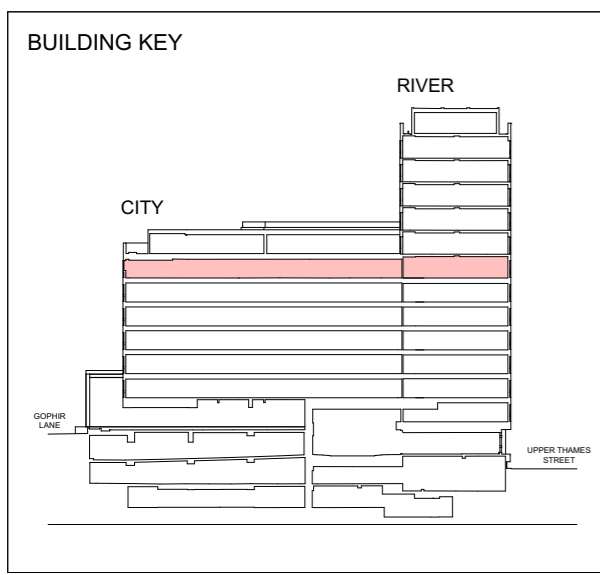 BUILDING KEY
RIVER
CITY
GOPHIR
LANE
UPPER THAMES
STREET